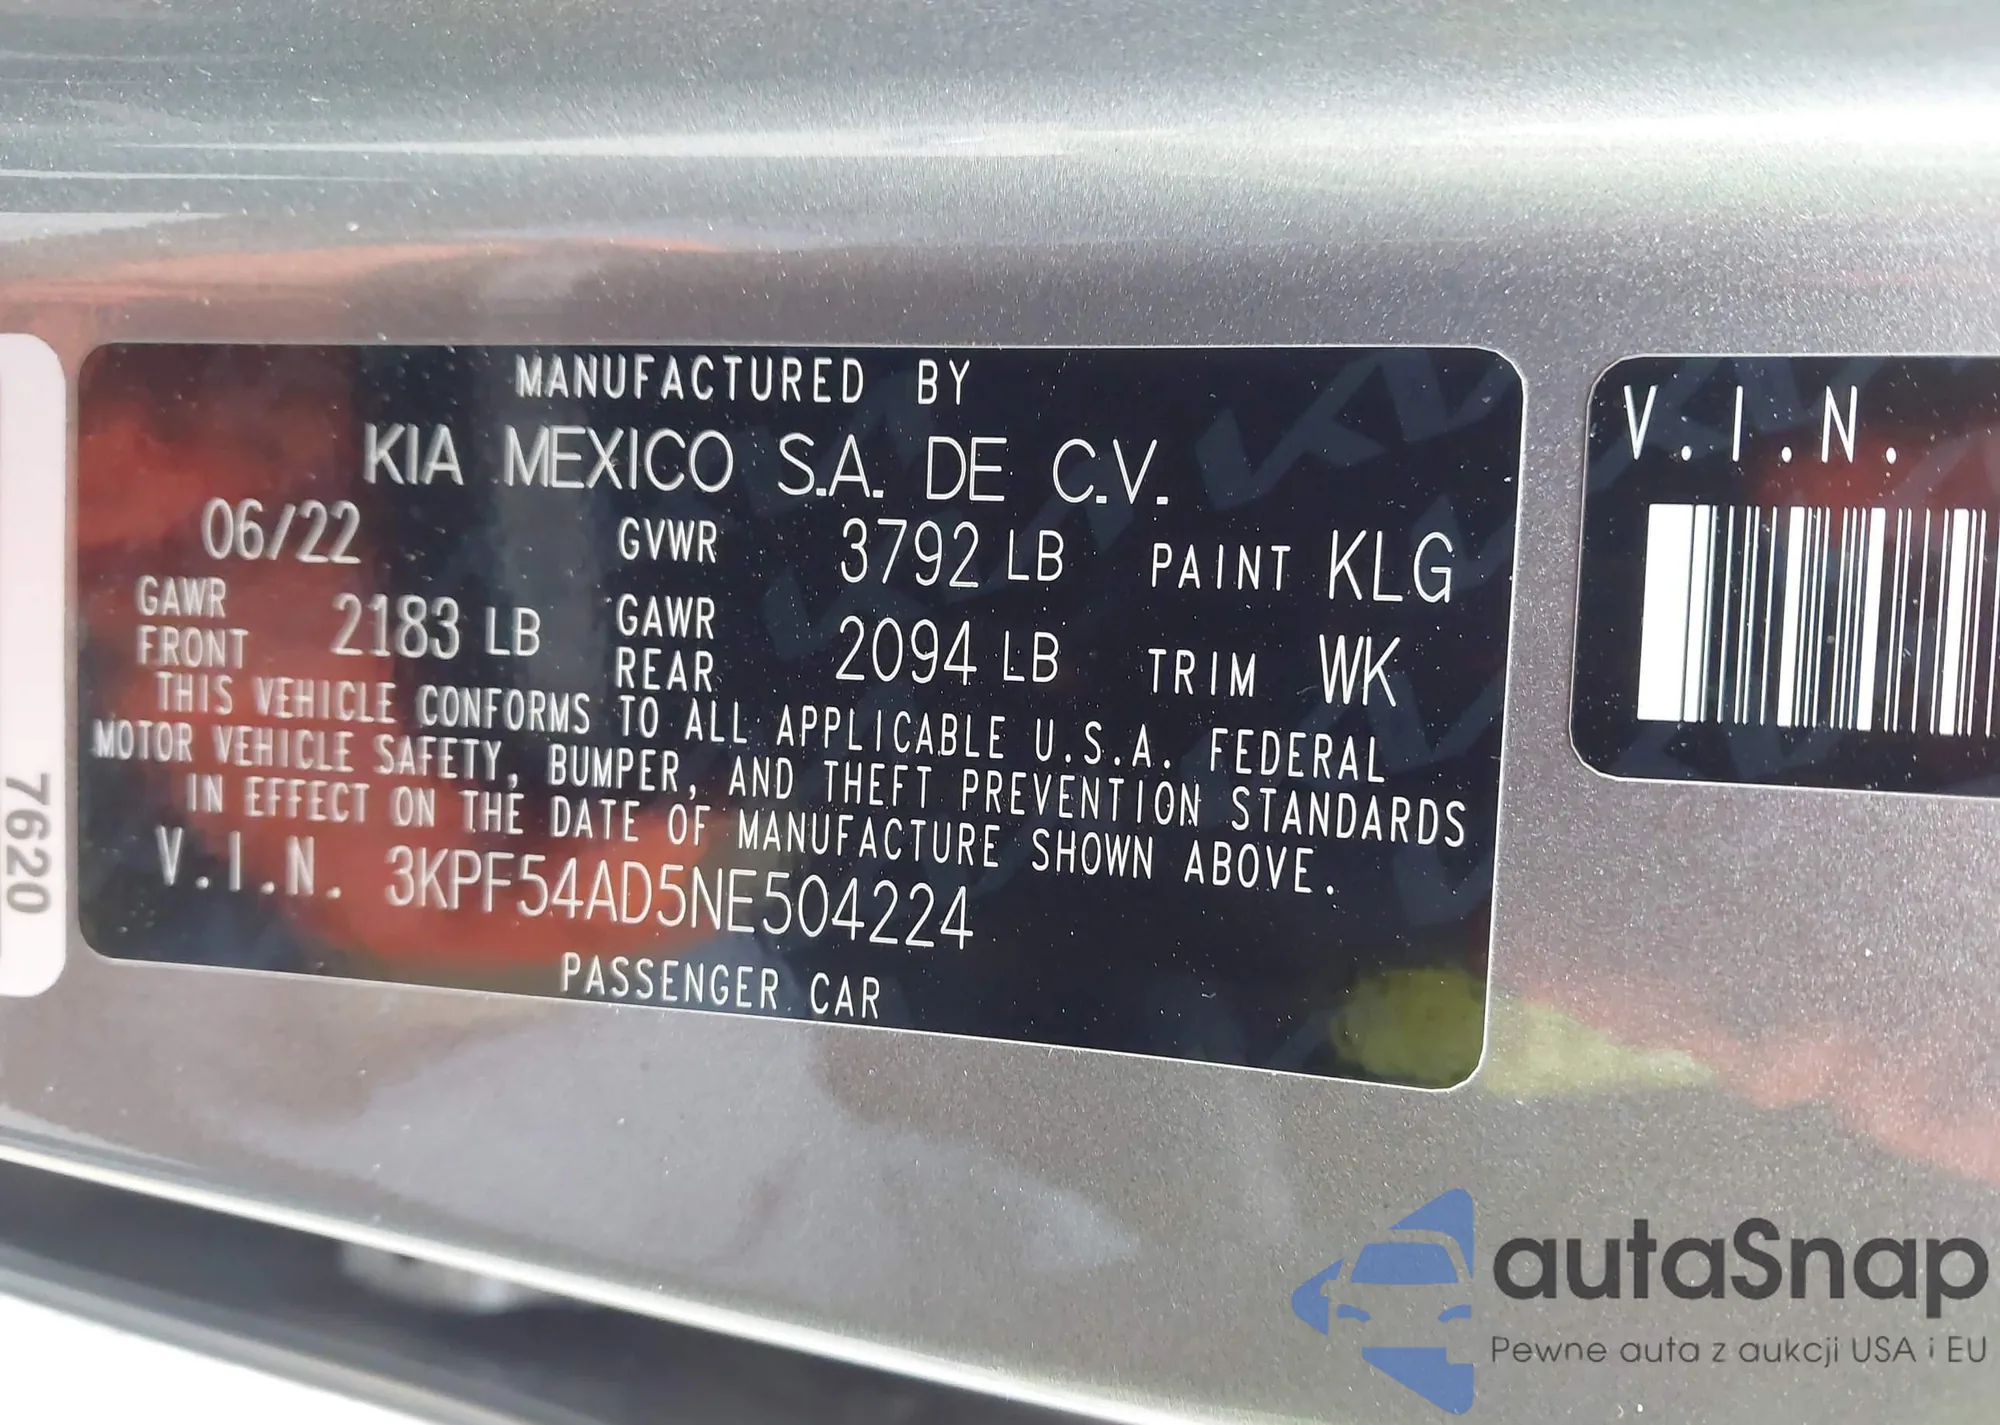 MANUFACTURED BY
KIA MEXICO S.A. DE C.V.
06/22 GVWR 3792 LB PAINT KLG
GAWR FRONT 2183 LB GAWR REAR 2094 LB TRIM WK
THIS VEHICLE CONFORMS TO ALL APPLICABLE U.S.A. FEDERAL
MOTOR VEHICLE SAFETY, BUMPER, AND THEFT PREVENTION STANDARDS
IN EFFECT ON THE DATE OF MANUFACTURE SHOWN ABOVE.
V.I.N. 3KPF54AD5NE504224
PASSENGER CAR
V.I.N.
7620
autaSnap
Pewne auta z aukcji USA i EU